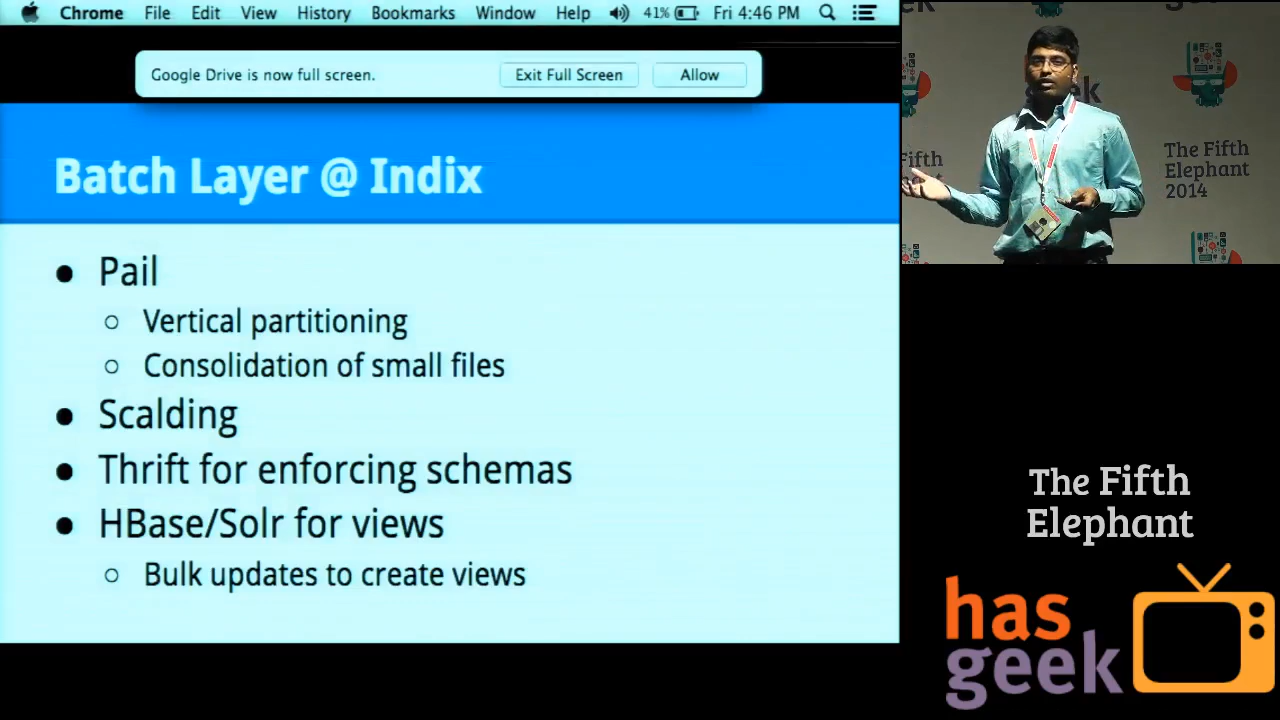 Chrome File Edit View History Bookmarks Window Help 41% Fri 4:46 PM
Google Drive is now full screen. Exit Full Screen Allow
Batch Layer @ Indix
● Pail
○ Vertical partitioning
○ Consolidation of small files
● Scalding
● Thrift for enforcing schemas
● HBase/Solr for views
○ Bulk updates to create views
geek
The Fifth
Elephant
2014
Fifth
The Fifth
Elephant
has
geek